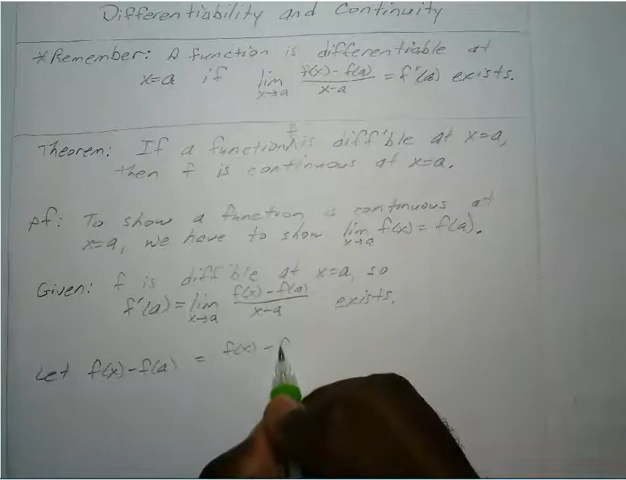 Differentiability and Continuity
*Remember: A function is differentiable at
x=a if lim x→a (f(x)-f(a))/(x-a) = f'(a) exists.
Theorem: If a function f is diff'ble at x=a,
then f is continuous at x=a.
pf: To show a function is continuous at
x=a, we have to show lim x→a f(x) = f(a).
Given: f is diff'ble at x=a, so
f'(a) = lim x→a (f(x)-f(a))/(x-a) exists.
Let f(x)-f(a) = f(x) - f